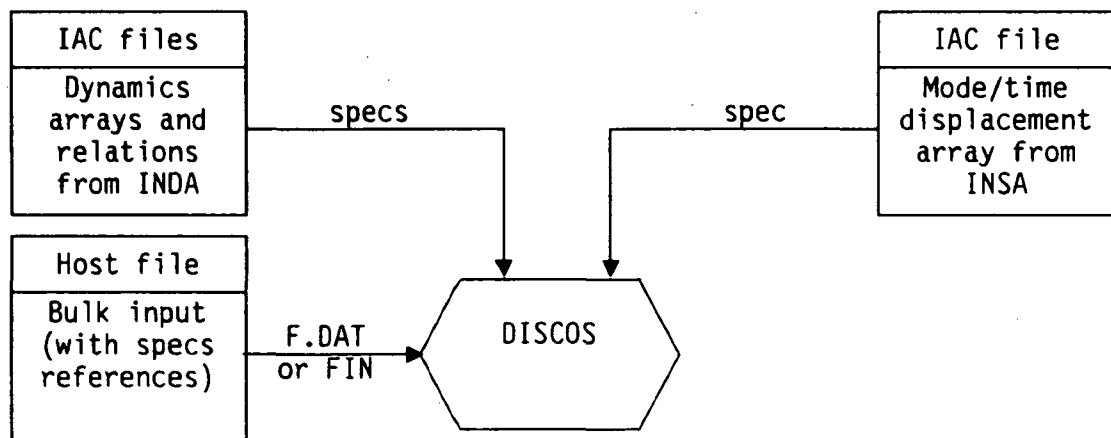 IAC files
Dynamics
arrays and
relations
from INDA
specs
spec
IAC file
Mode/time
displacement
array from
INSA
Host file
Bulk input
(with specs
references)
F.DAT
or FIN
DISCOS